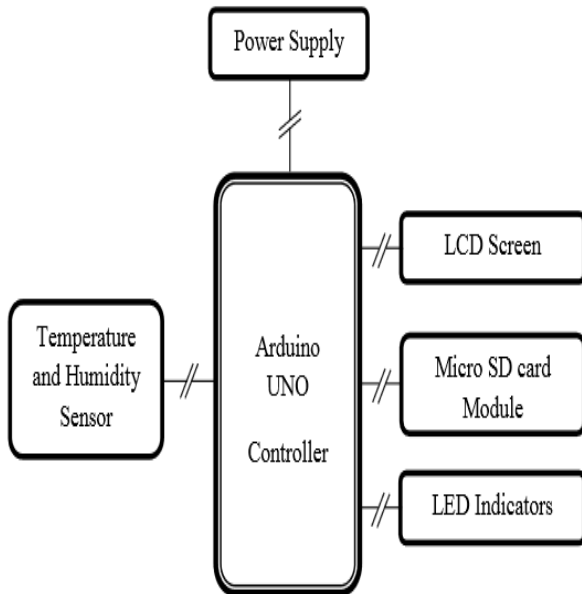 Power Supply
LCD Screen
Temperature
and Humidity
Sensor
Arduino
UNO
Controller
Micro SD card
Module
LED Indicators